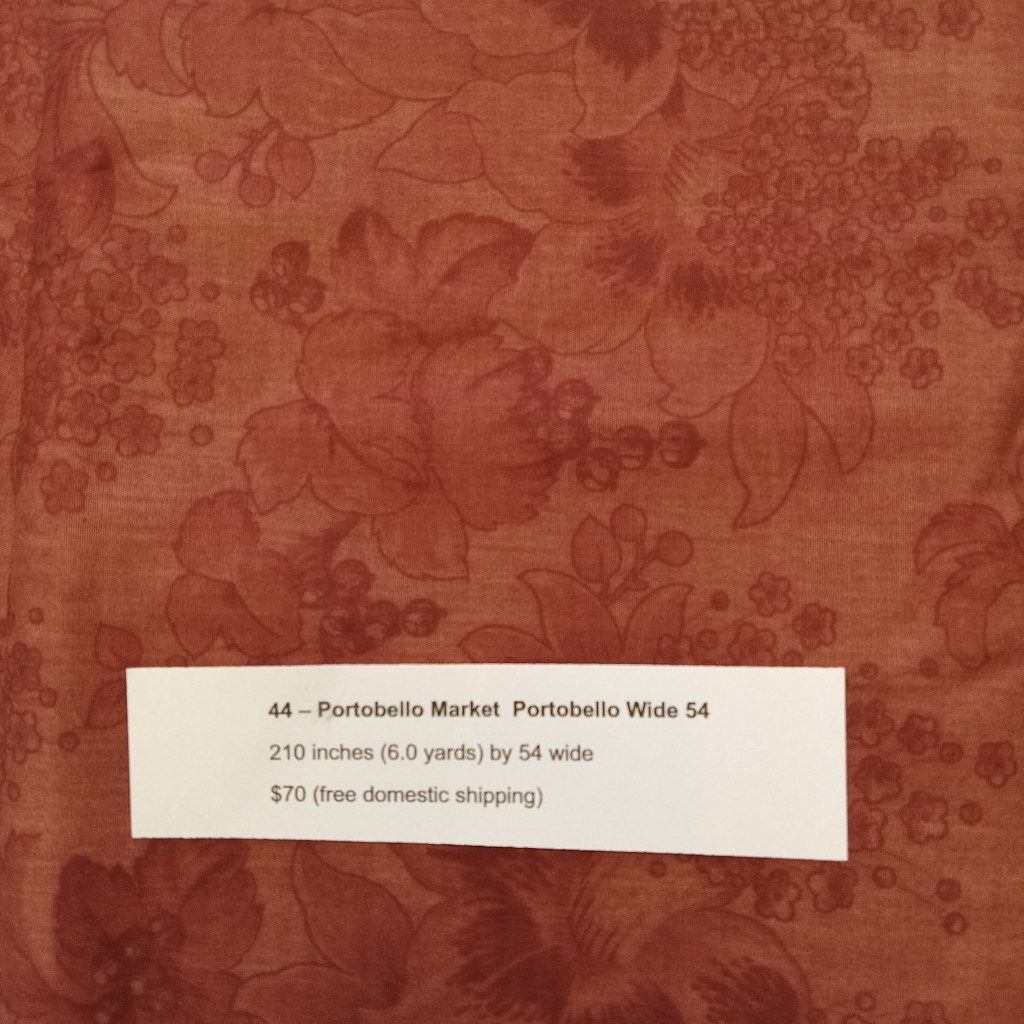 44 – Portobello Market  Portobello Wide 54
210 inches (6.0 yards) by 54 wide
$70 (free domestic shipping)